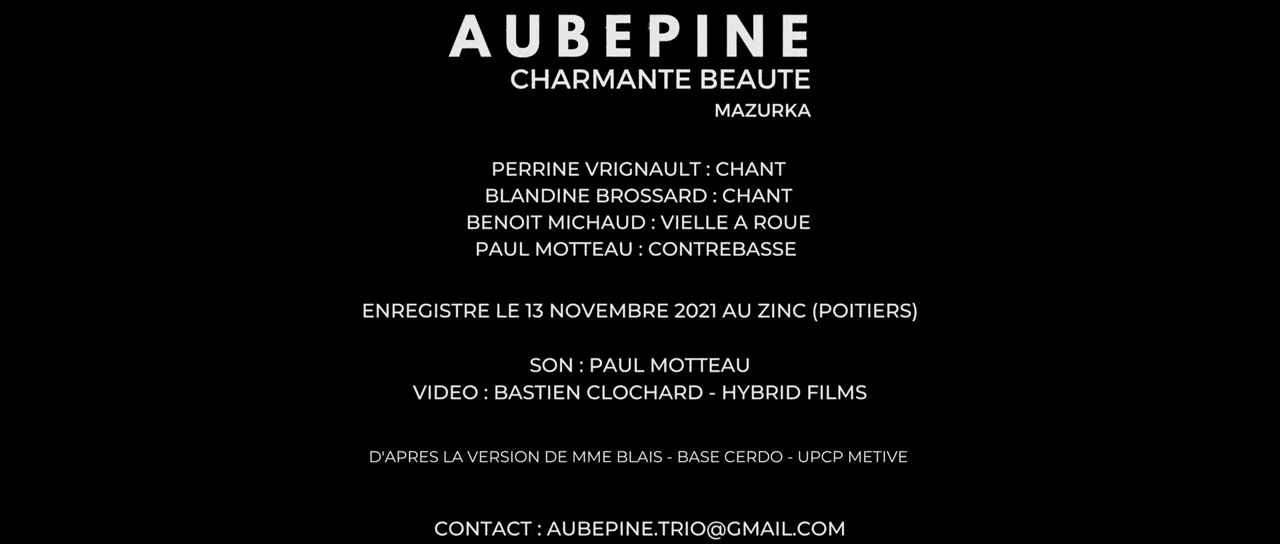 AUBEPINE
CHARMANTE BEAUTE
MAZURKA
PERRINE VRIGNAULT : CHANT
BLANDINE BROSSARD : CHANT
BENOIT MICHAUD : VIELLE A ROUE
PAUL MOTTEAU : CONTREBASSE
ENREGISTRE LE 13 NOVEMBRE 2021 AU ZINC (POITIERS)
SON : PAUL MOTTEAU
VIDEO : BASTIEN CLOCHARD - HYBRID FILMS
D'APRES LA VERSION DE MME BLAIS - BASE CERDO - UPCP METIVE
CONTACT : AUBEPINE.TRIO@GMAIL.COM